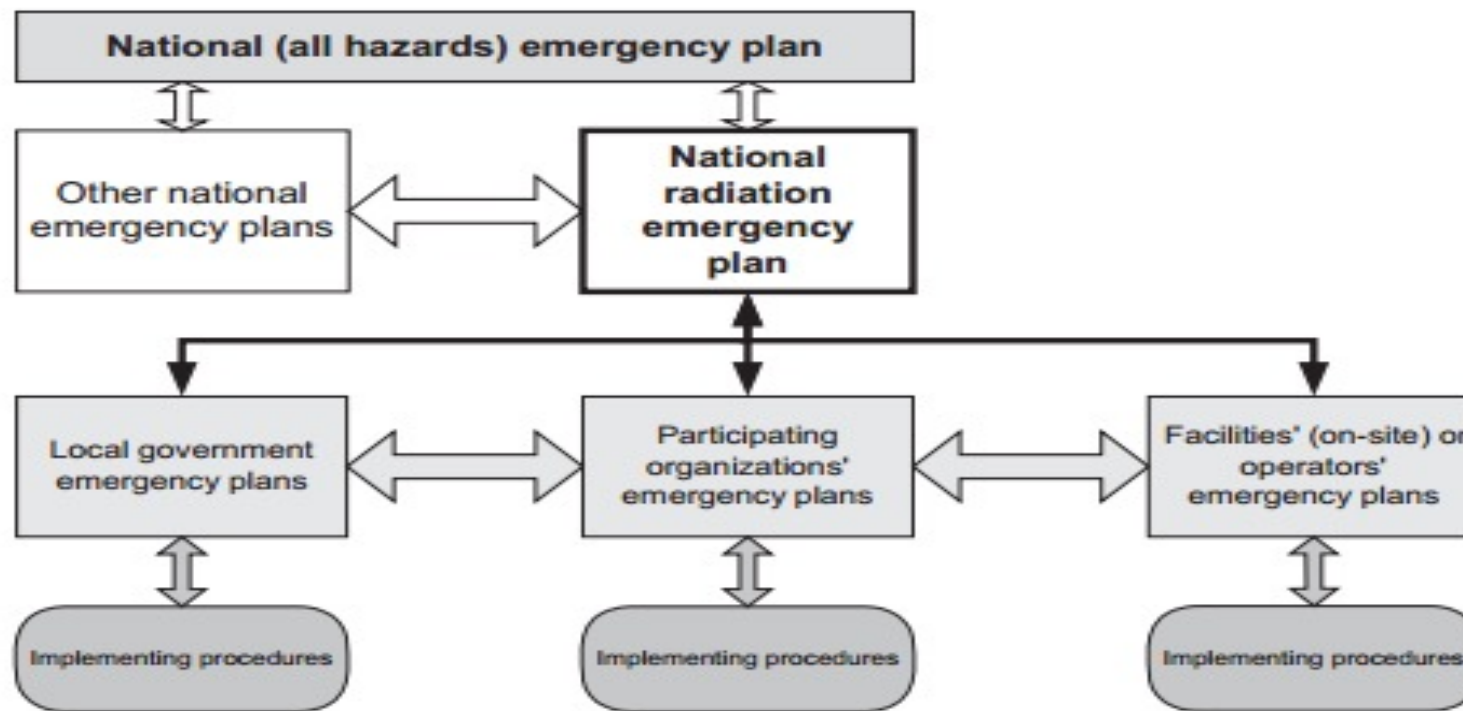 National (all hazards) emergency plan
Other national
emergency plans
National
radiation
emergency
plan
Local government
emergency plans
Participating
organizations'
emergency plans
Facilities' (on-site) or
operators'
emergency plans
Implementing procedures
Implementing procedures
Implementing procedures